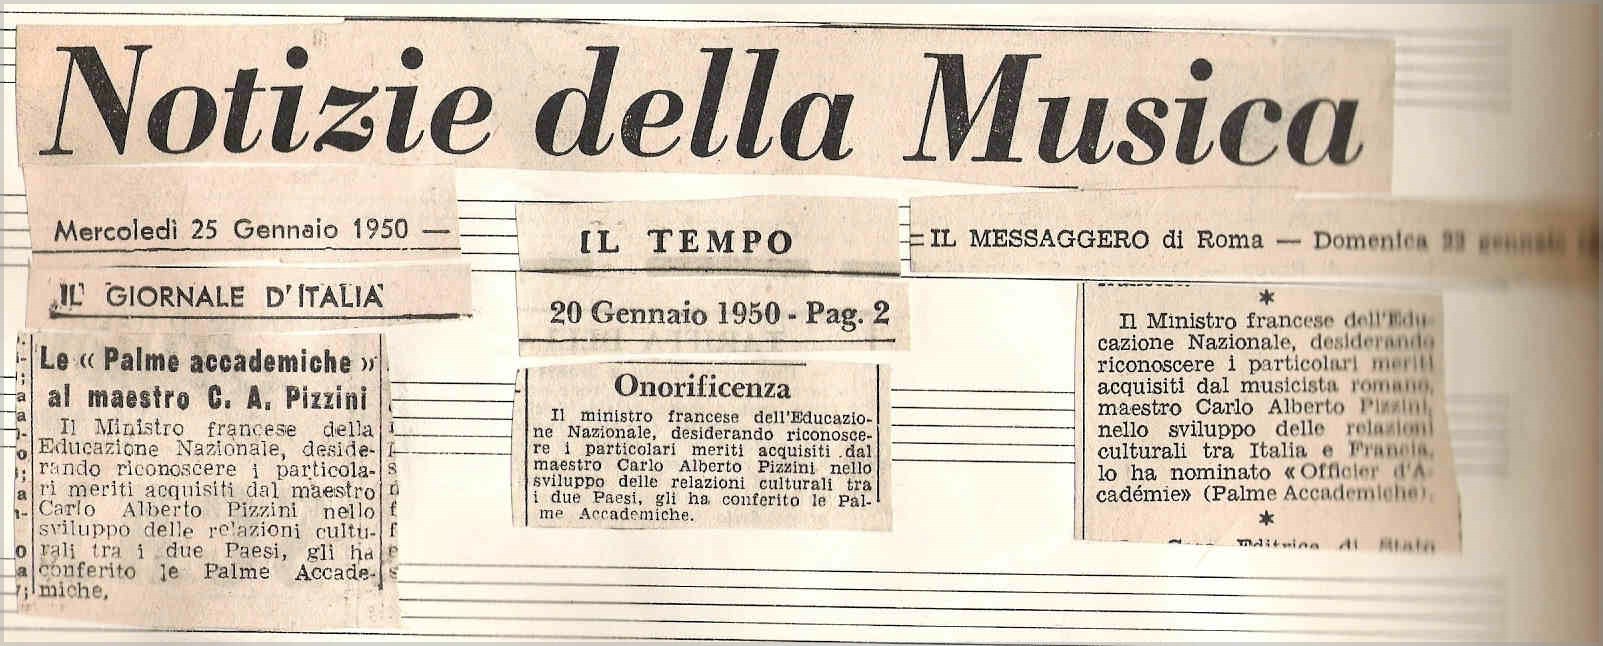 Notizie della Musica
Mercoledì 25 Gennaio 1950 —
IL GIORNALE D'ITALIA
Le « Palme accademiche »
al maestro C. A. Pizzini
Il Ministro francese della
Educazione Nazionale, deside-
rando riconoscere i particola-
ri meriti acquisiti dal maestro
Carlo Alberto Pizzini nello
sviluppo delle relazioni cultu-
rali tra i due Paesi, gli ha
conferito le Palme Accade-
miche.
IL TEMPO
20 Gennaio 1950 - Pag. 2
Onorificenza
Il ministro francese dell'Educazio-
ne Nazionale, desiderando riconosce-
re i particolari meriti acquisiti dal
maestro Carlo Alberto Pizzini nello
sviluppo delle relazioni culturali tra
i due Paesi, gli ha conferito le Pal-
me Accademiche.
IL MESSAGGERO di Roma — Domenica gennaio
*
Il Ministro francese dell'Edu-
cazione Nazionale, desiderando
riconoscere i particolari meriti
acquisiti dal musicista romano,
maestro Carlo Alberto Pizzini,
nello sviluppo delle relazioni
culturali tra Italia e Francia,
lo ha nominato «Officier d'A-
cadémie» (Palme Accademiche).
*
Casa Editrice di Stato